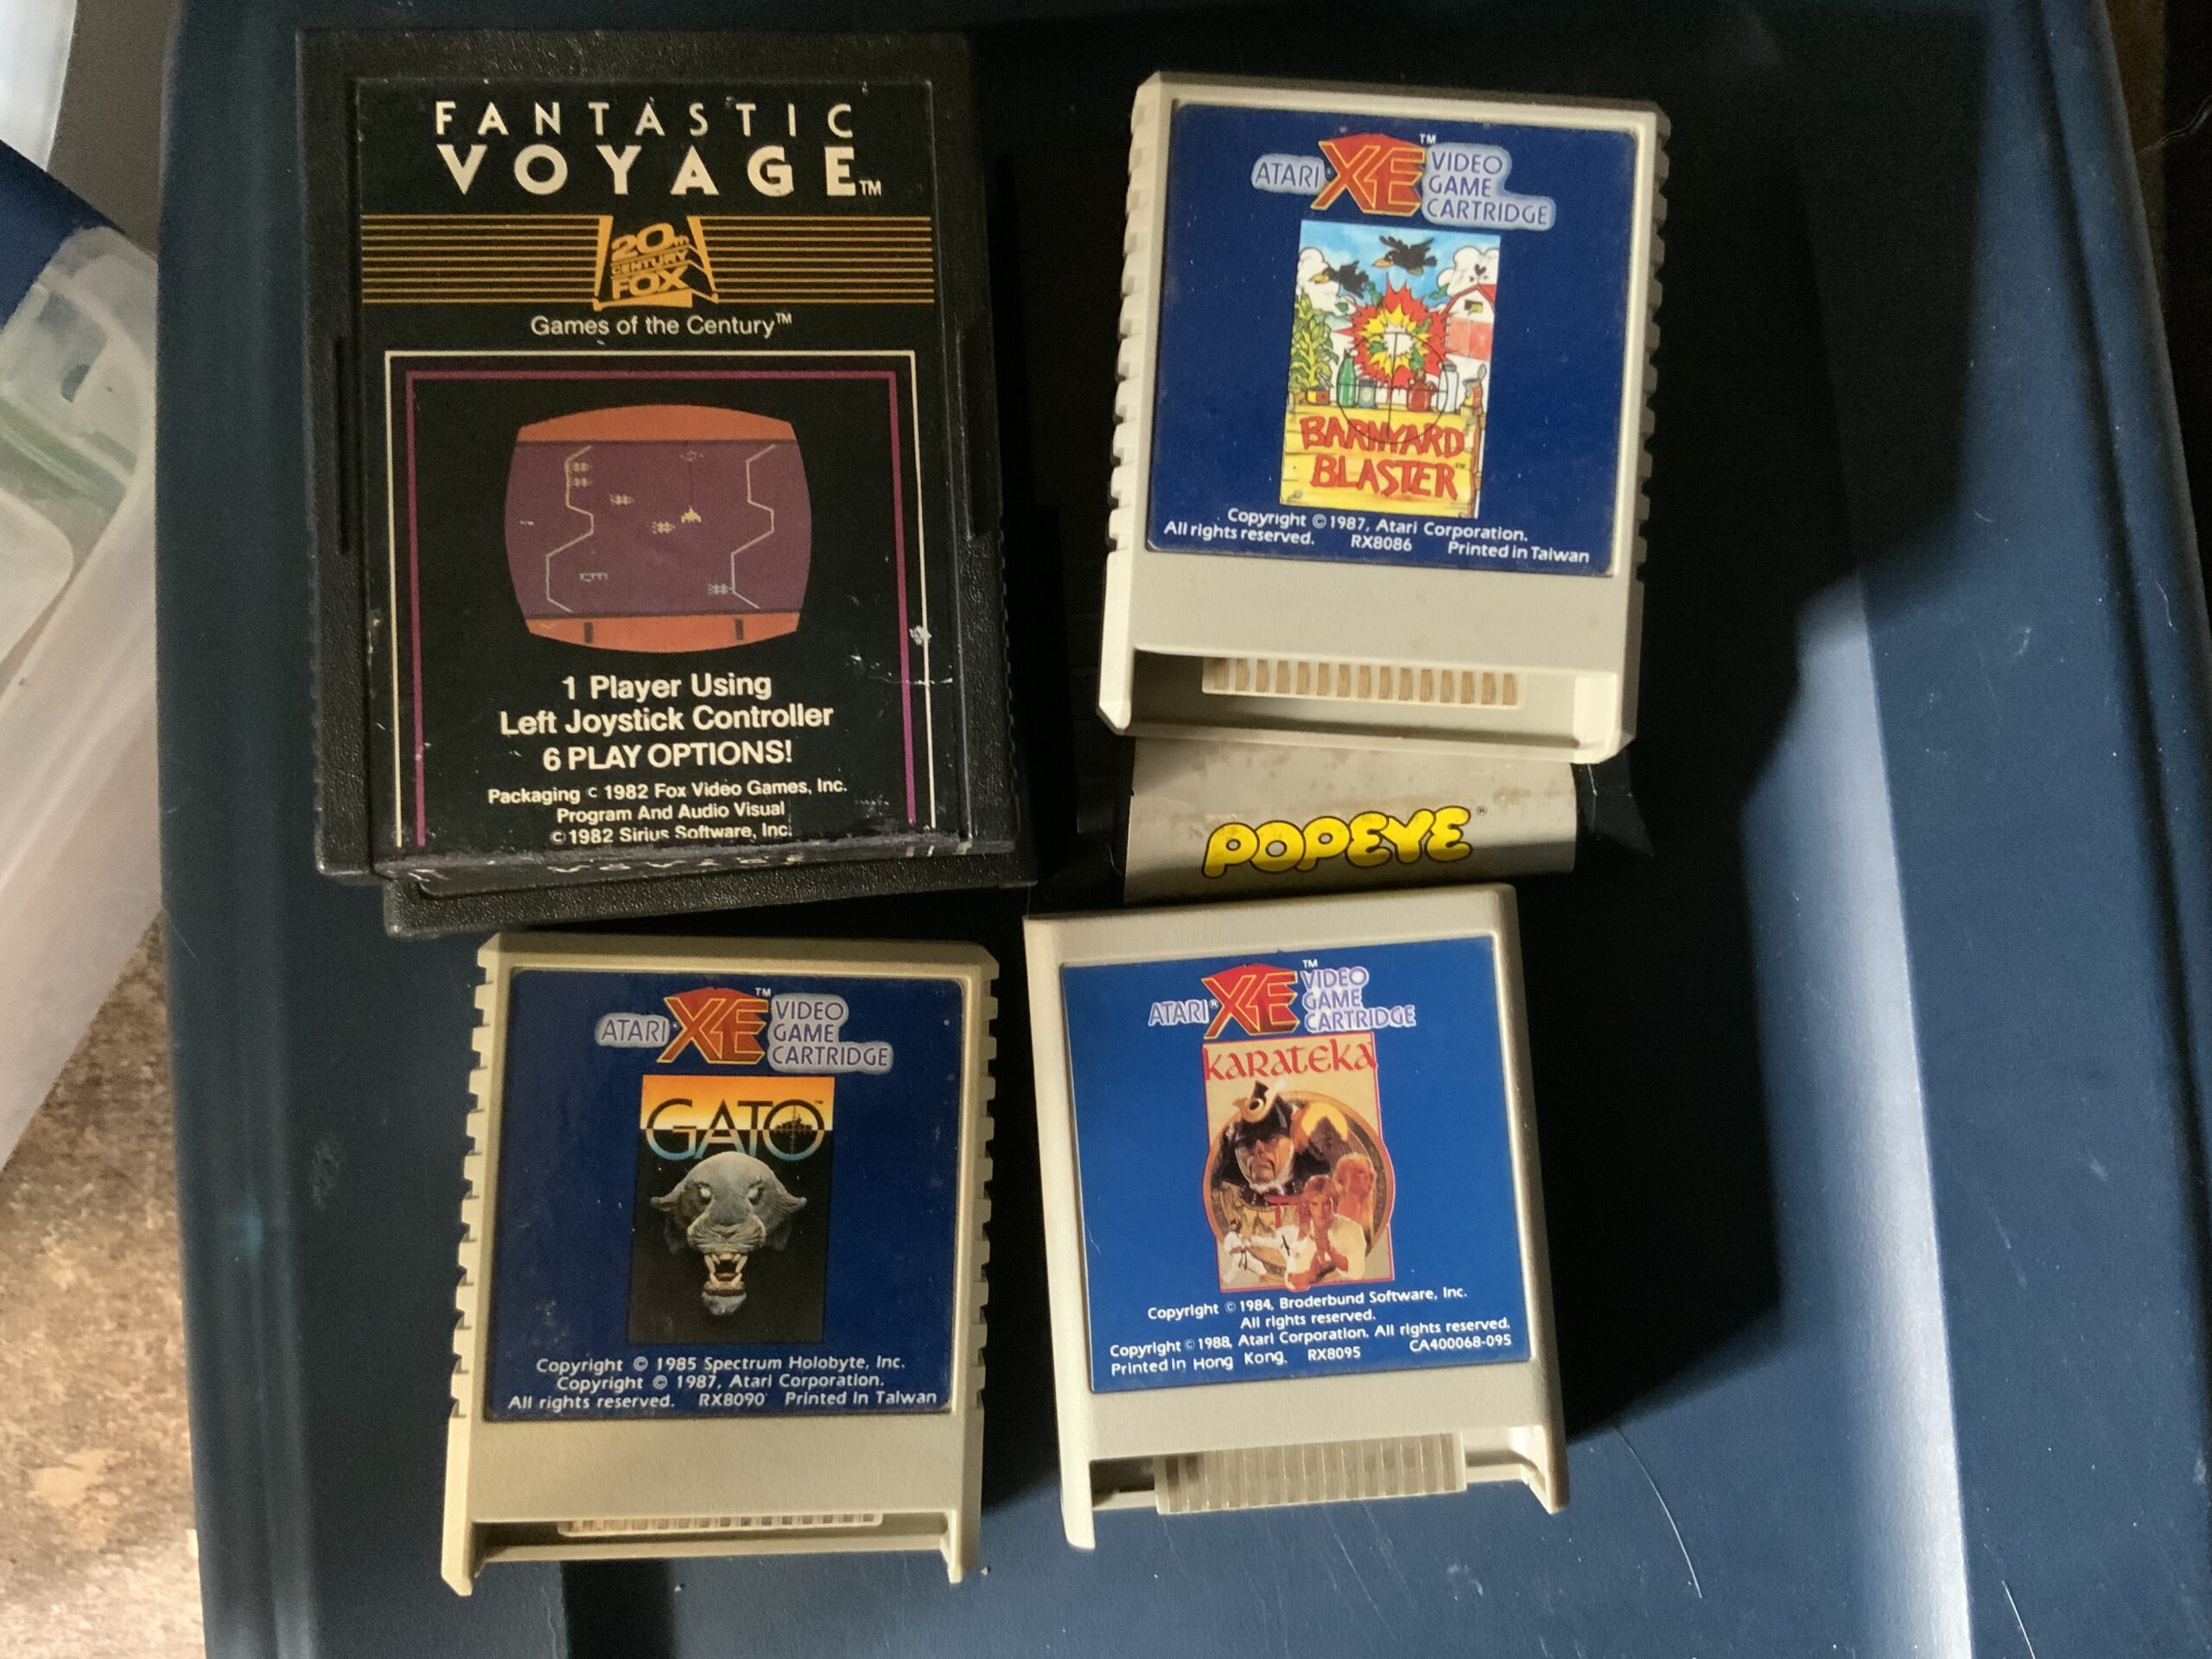 FANTASTIC
VOYAGE™
20th
CENTURY
FOX
Games of the Century™
1 Player Using
Left Joystick Controller
6 PLAY OPTIONS!
Packaging © 1982 Fox Video Games, Inc.
Program And Audio Visual
© 1982 Sirius Software, Inc.
VOYAGE
ATARI XE™ VIDEO
GAME
CARTRIDGE
BARNYARD
BLASTER™
Copyright © 1987, Atari Corporation.
All rights reserved. RX8086 Printed in Taiwan
POPEYE®
ATARI XE™ VIDEO
GAME
CARTRIDGE
GATO™
Copyright © 1985 Spectrum Holobyte, Inc.
Copyright © 1987, Atari Corporation.
All rights reserved. RX8090 Printed in Taiwan
ATARI® XE™ VIDEO
GAME
CARTRIDGE
KARATEKA
Copyright © 1984, Broderbund Software, Inc.
All rights reserved.
Copyright © 1988, Atari Corporation. All rights reserved.
Printed in Hong Kong. RX8095 CA400068-095